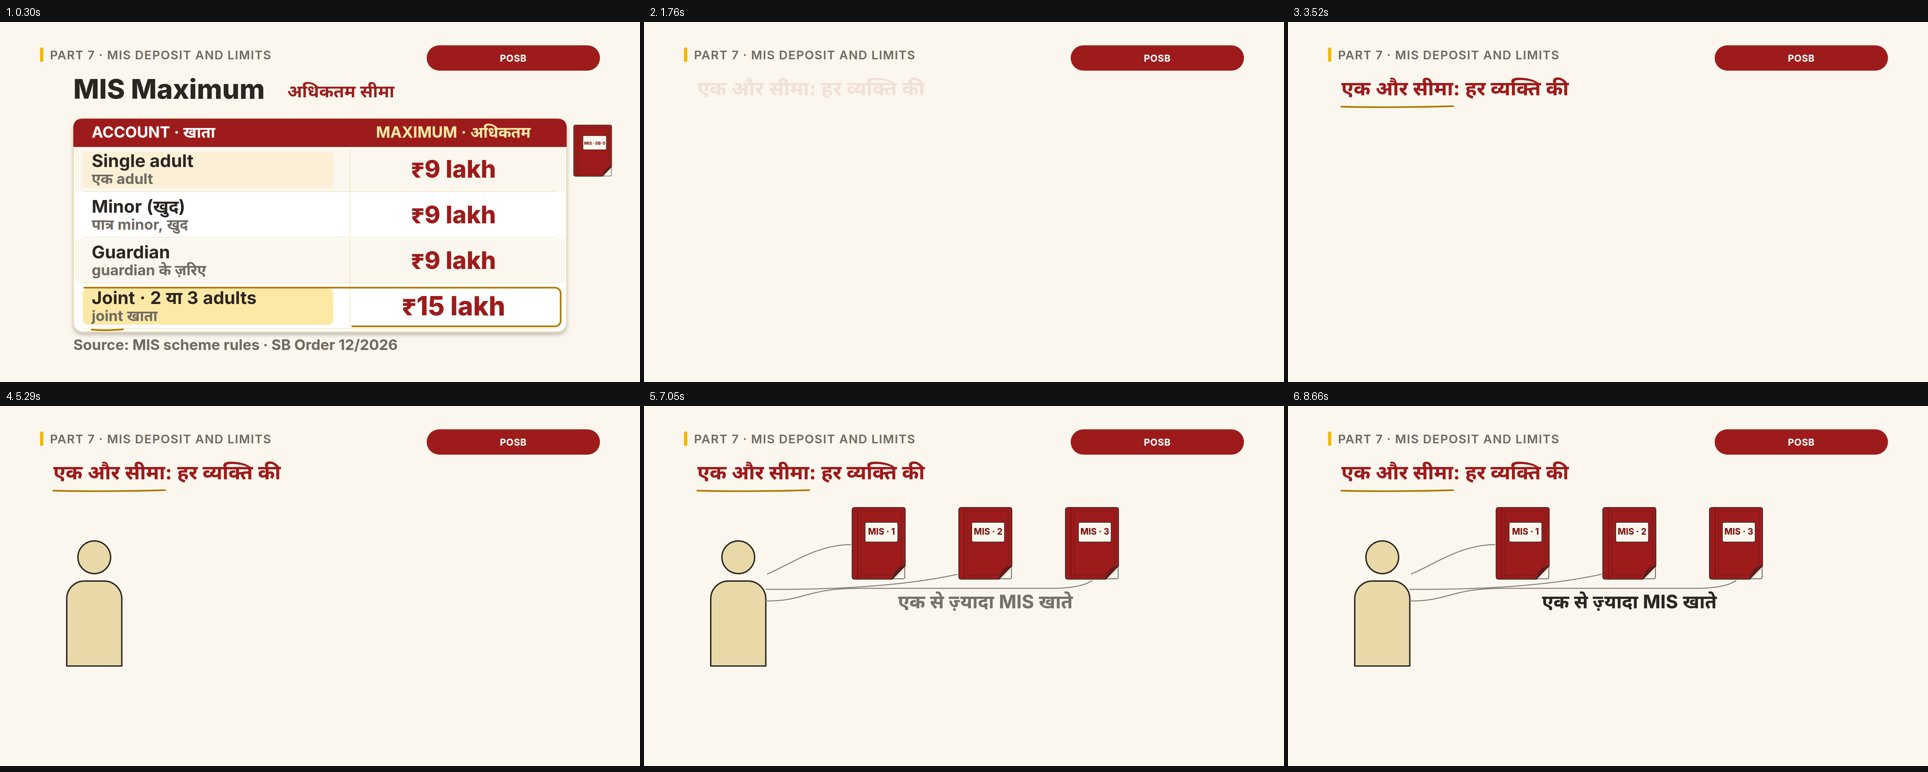 1. 0.30s
PART 7 · MIS DEPOSIT AND LIMITS
POSB
MIS Maximum अधिकतम सीमा
ACCOUNT · खाता MAXIMUM · अधिकतम
MIS · SB-5
Single adult
एक adult
₹9 lakh
Minor (खुद)
पात्र minor, खुद
₹9 lakh
Guardian
guardian के ज़रिए
₹9 lakh
Joint · 2 या 3 adults
joint खाता
₹15 lakh
Source: MIS scheme rules · SB Order 12/2026
2. 1.76s
PART 7 · MIS DEPOSIT AND LIMITS
POSB
एक और सीमा: हर व्यक्ति की
3. 3.52s
PART 7 · MIS DEPOSIT AND LIMITS
POSB
एक और सीमा: हर व्यक्ति की
4. 5.29s
PART 7 · MIS DEPOSIT AND LIMITS
POSB
एक और सीमा: हर व्यक्ति की
5. 7.05s
PART 7 · MIS DEPOSIT AND LIMITS
POSB
एक और सीमा: हर व्यक्ति की
MIS · 1 MIS · 2 MIS · 3
एक से ज़्यादा MIS खाते
6. 8.66s
PART 7 · MIS DEPOSIT AND LIMITS
POSB
एक और सीमा: हर व्यक्ति की
MIS · 1 MIS · 2 MIS · 3
एक से ज़्यादा MIS खाते